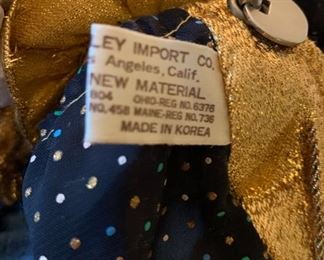 LEY IMPORT CO.
Angeles, Calif.
NEW MATERIAL
804 OHIO-REG NO.6376
NO.458 MAINE-REG NO.736
MADE IN KOREA